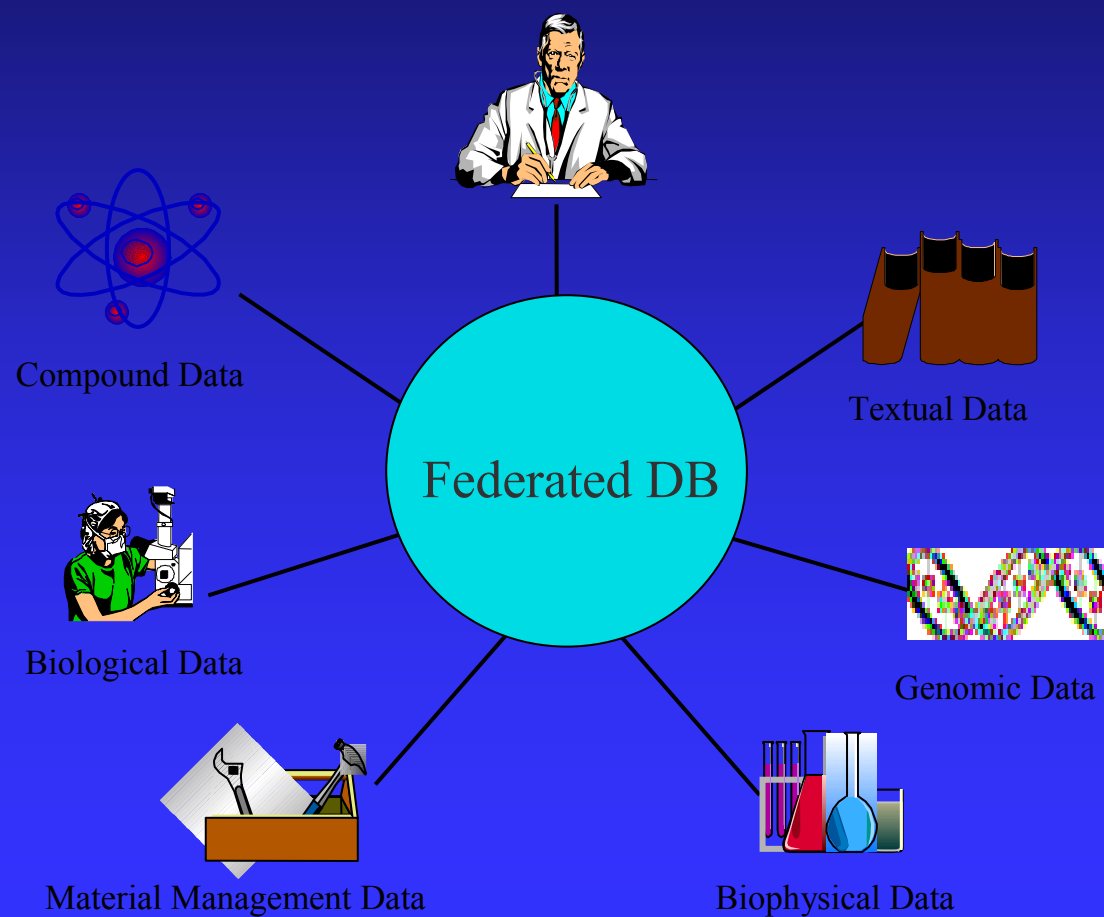 Compound Data
Textual Data
Federated DB
Biological Data
Genomic Data
Material Management Data
Biophysical Data